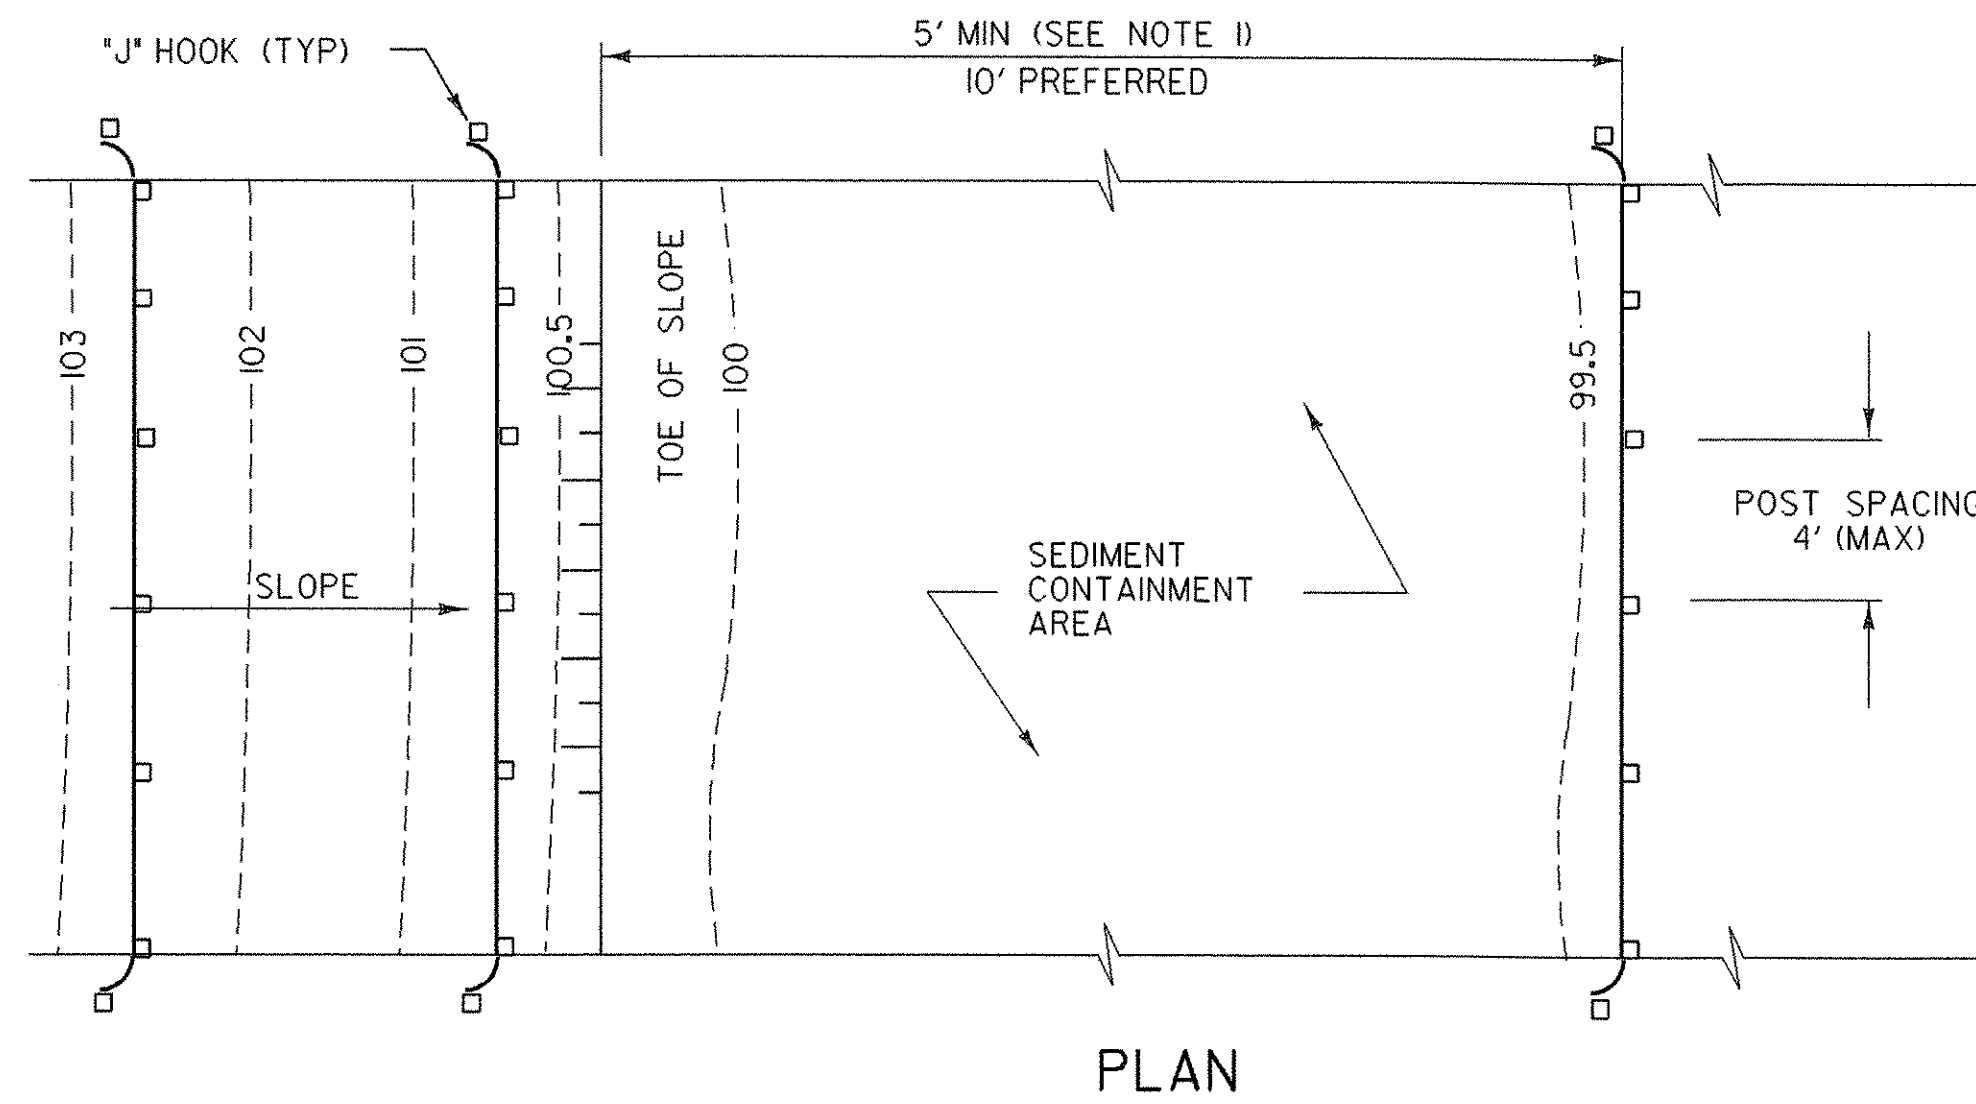 5' MIN (SEE NOTE 1)
"J" HOOK (TYP)
10' PREFERRED
TOE OF SLOPE
103
102
101
100.5
100
99.5
POST SPACING
4' (MAX)
SEDIMENT
CONTAINMENT
AREA
SLOPE
PLAN